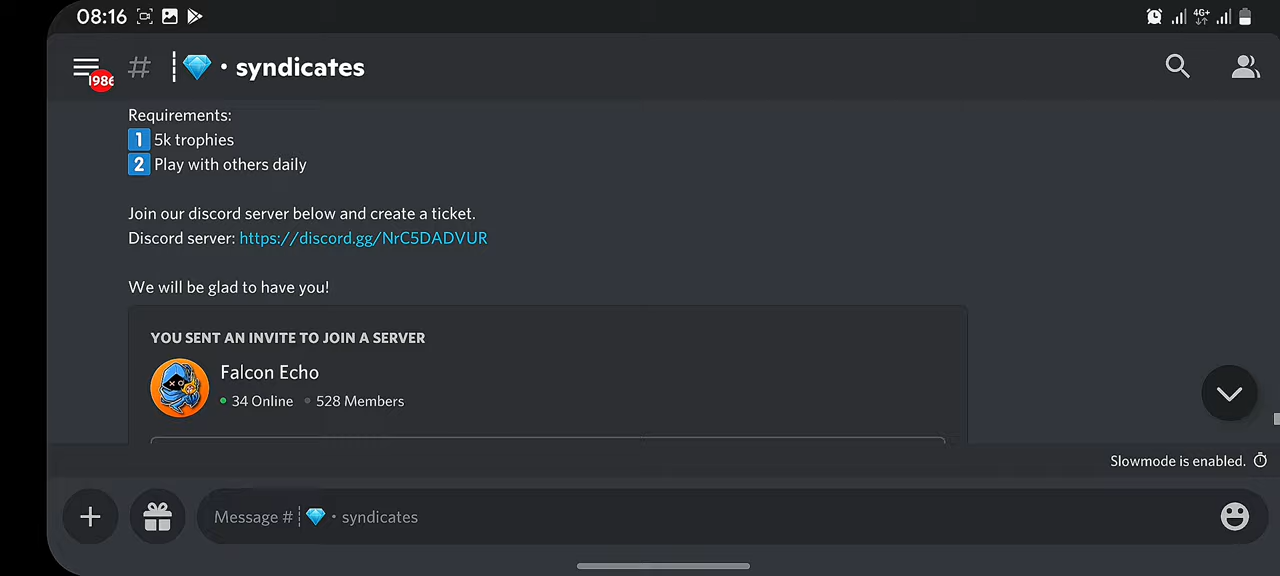 08:16 4G+
198 # ┆💎・syndicates
Requirements:
1️⃣ 5k trophies
2️⃣ Play with others daily
Join our discord server below and create a ticket.
Discord server: https://discord.gg/NrC5DADVUR
We will be glad to have you!
YOU SENT AN INVITE TO JOIN A SERVER
Falcon Echo
34 Online 528 Members
Slowmode is enabled.
Message #┆💎・syndicates